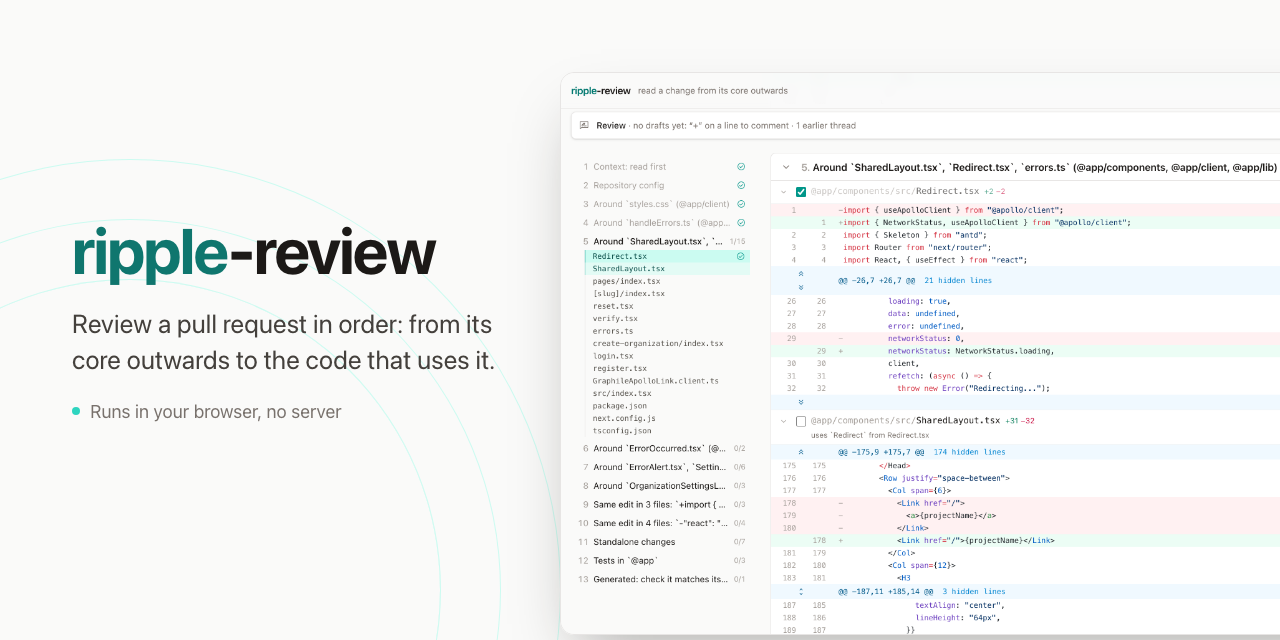 ripple-review
Review a pull request in order: from its
core outwards to the code that uses it.
Runs in your browser, no server
ripple-review read a change from its core outwards
Review · no drafts yet: "+" on a line to comment · 1 earlier thread
1 Context: read first
2 Repository config
3 Around `styles.css` (@app/client)
4 Around `handleErrors.ts` (@app...
5 Around `SharedLayout.tsx`, `... 1/15
Redirect.tsx
SharedLayout.tsx
pages/index.tsx
[slug]/index.tsx
reset.tsx
verify.tsx
errors.ts
create-organization/index.tsx
login.tsx
register.tsx
GraphileApolloLink.client.ts
src/index.tsx
package.json
next.config.js
tsconfig.json
6 Around `ErrorOccurred.tsx` (@... 0/2
7 Around `ErrorAlert.tsx`, `Settin... 0/6
8 Around `OrganizationSettingsL... 0/3
9 Same edit in 3 files: `+import { ... 0/3
10 Same edit in 4 files: `-"react": "... 0/4
11 Standalone changes 0/7
12 Tests in `@app` 0/3
13 Generated: check it matches its... 0/1
5. Around `SharedLayout.tsx`, `Redirect.tsx`, `errors.ts` (@app/components, @app/client, @app/lib)
@app/components/src/Redirect.tsx +2 −2
1 -import { useApolloClient } from "@apollo/client";
1 +import { NetworkStatus, useApolloClient } from "@apollo/client";
2 2 import { Skeleton } from "antd";
3 3 import Router from "next/router";
4 4 import React, { useEffect } from "react";
@@ -26,7 +26,7 @@ 21 hidden lines
26 26 loading: true,
27 27 data: undefined,
28 28 error: undefined,
29 - networkStatus: 0,
29 + networkStatus: NetworkStatus.loading,
30 30 client,
31 31 refetch: (async () => {
32 32 throw new Error("Redirecting...");
@app/components/src/SharedLayout.tsx +31 −32
uses `Redirect` from Redirect.tsx
@@ -175,9 +175,7 @@ 174 hidden lines
175 175 </Head>
176 176 <Row justify="space-between">
177 177 <Col span={6}>
178 - <Link href="/">
179 - <a>{projectName}</a>
180 - </Link>
178 + <Link href="/">{projectName}</Link>
181 179 </Col>
182 180 <Col span={12}>
183 181 <H3
@@ -187,11 +185,14 @@ 3 hidden lines
187 185 textAlign: "center",
188 186 lineHeight: "64px",
189 187 }}